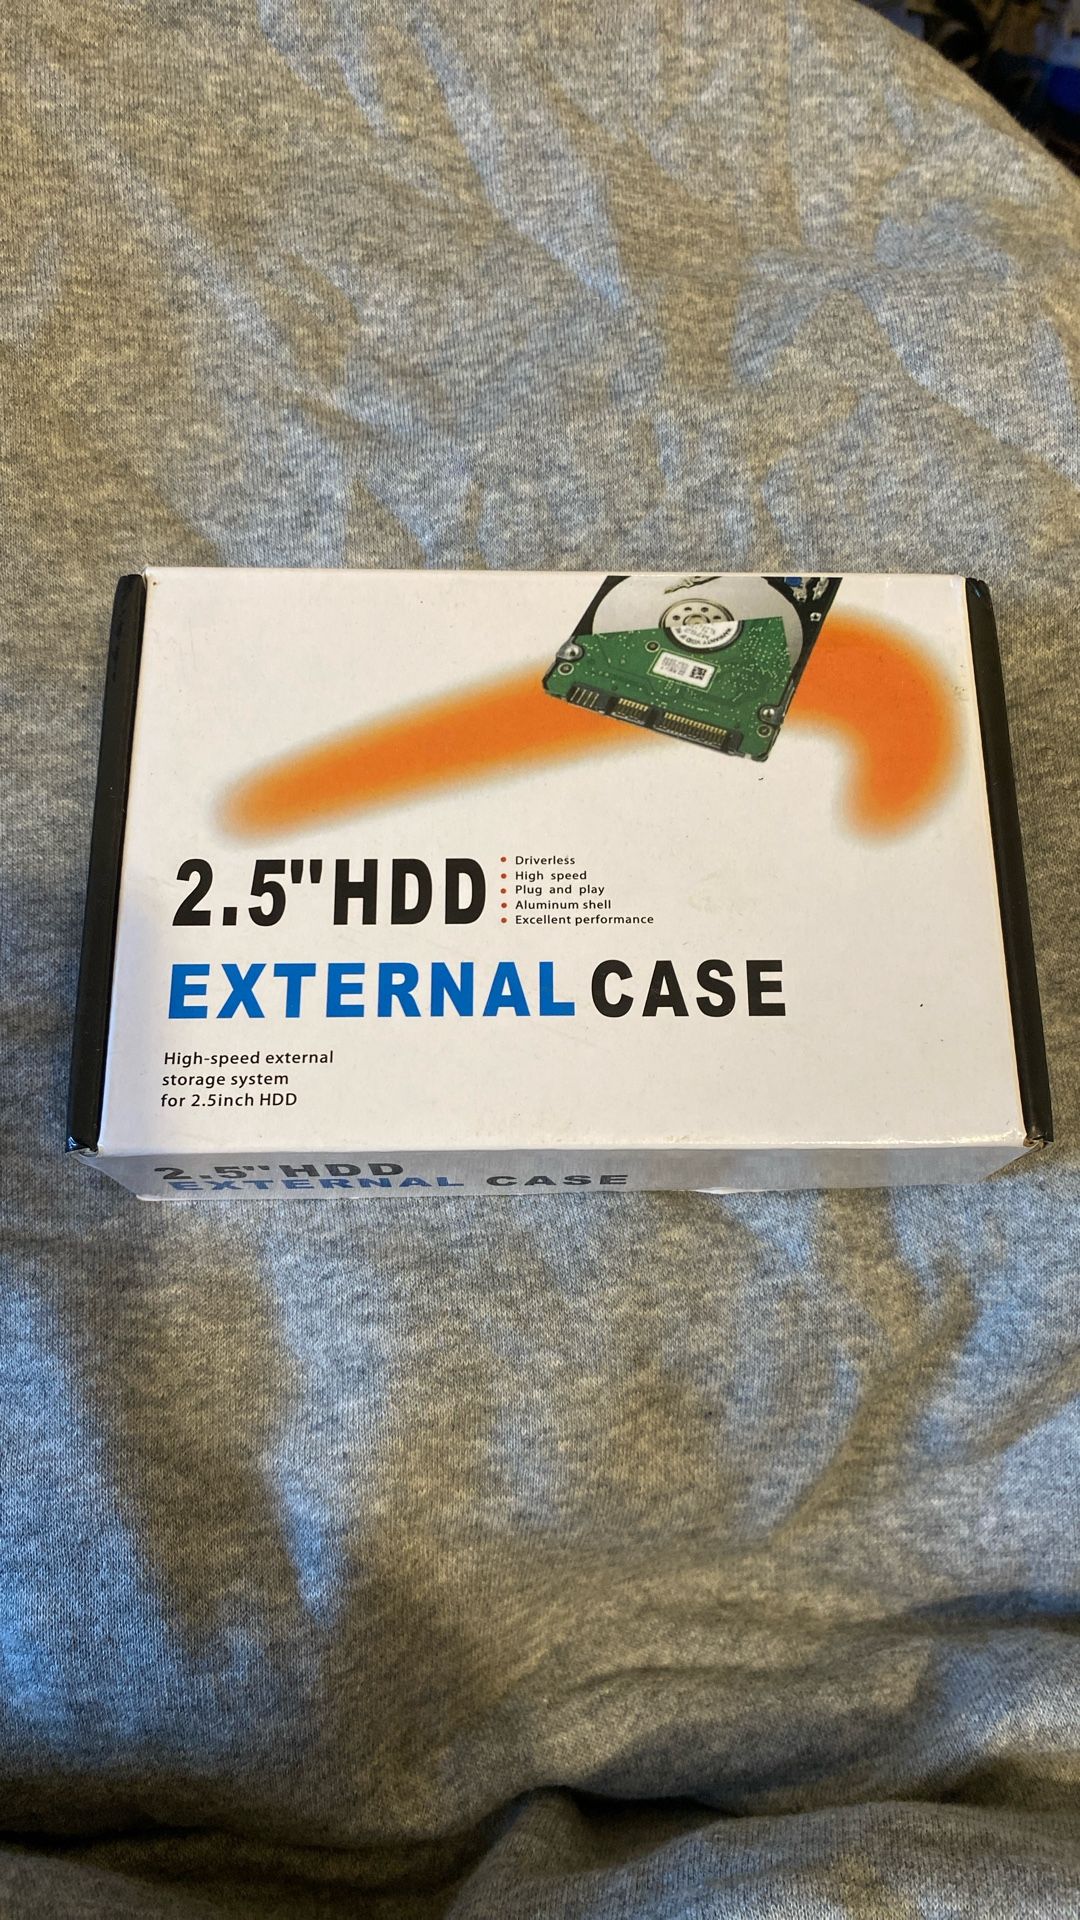 2.5"HDD
Driverless
High speed
Plug and play
Aluminum shell
Excellent performance
EXTERNAL CASE
High-speed external
storage system
for 2.5inch HDD
2.5"HDD
EXTERNAL CASE